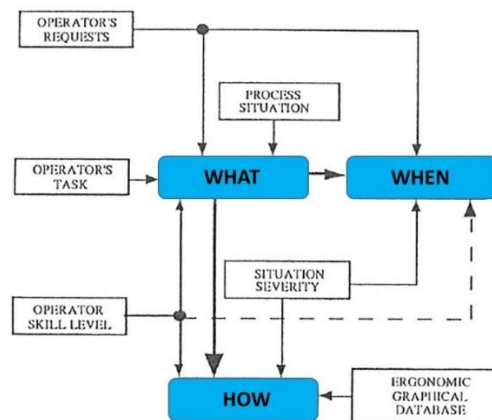 OPERATOR'S
REQUESTS
PROCESS
SITUATION
OPERATOR'S
TASK
WHAT
WHEN
OPERATOR
SKILL LEVEL
SITUATION
SEVERITY
HOW
ERGONOMIC
GRAPHICAL
DATABASE